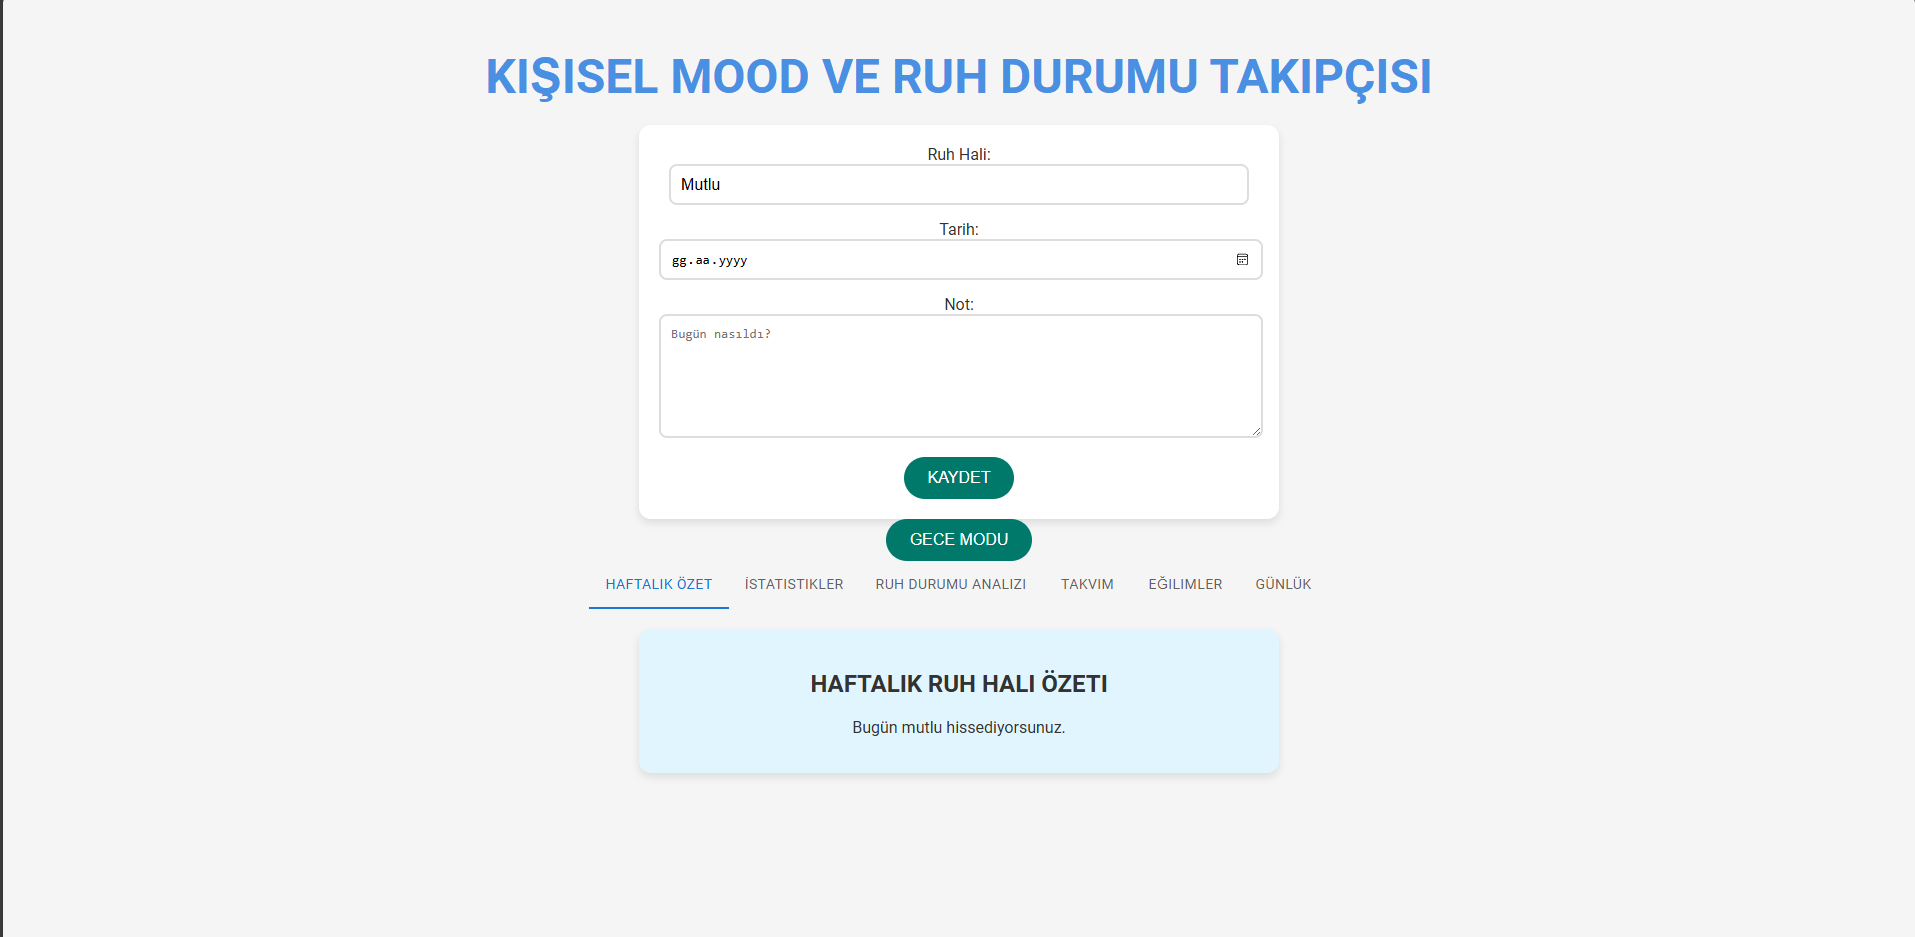 KIŞISEL MOOD VE RUH DURUMU TAKIPÇISI
Ruh Hali:
Mutlu
Tarih:
gg.aa.yyyy
Not:
Bugün nasıldı?
KAYDET
GECE MODU
HAFTALIK ÖZET İSTATISTIKLER RUH DURUMU ANALIZI TAKVIM EĞILIMLER GÜNLÜK
HAFTALIK RUH HALI ÖZETI
Bugün mutlu hissediyorsunuz.